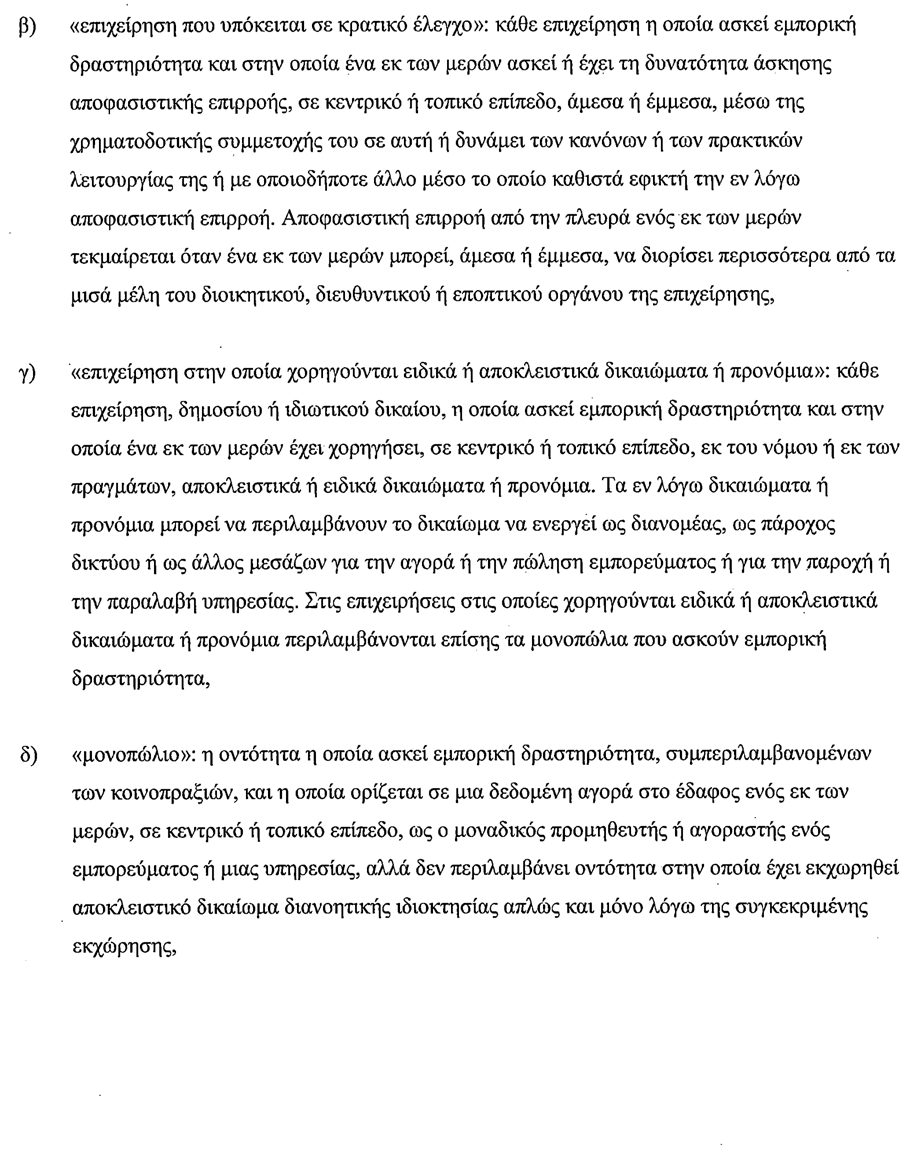 β) «επιχείρηση που υπόκειται σε κρατικό έλεγχο»: κάθε επιχείρηση η οποία ασκεί εμπορική
δραστηριότητα και στην οποία ένα εκ των μερών ασκεί ή έχει τη δυνατότητα άσκησης
αποφασιστικής επιρροής, σε κεντρικό ή τοπικό επίπεδο, άμεσα ή έμμεσα, μέσω της
χρηματοδοτικής συμμετοχής του σε αυτή ή δυνάμει των κανόνων ή των πρακτικών
λειτουργίας της ή με οποιοδήποτε άλλο μέσο το οποίο καθιστά εφικτή την εν λόγω
αποφασιστική επιρροή. Αποφασιστική επιρροή από την πλευρά ενός εκ των μερών
τεκμαίρεται όταν ένα εκ των μερών μπορεί, άμεσα ή έμμεσα, να διορίσει περισσότερα από τα
μισά μέλη του διοικητικού, διευθυντικού ή εποπτικού οργάνου της επιχείρησης,
γ) «επιχείρηση στην οποία χορηγούνται ειδικά ή αποκλειστικά δικαιώματα ή προνόμια»: κάθε
επιχείρηση, δημοσίου ή ιδιωτικού δικαίου, η οποία ασκεί εμπορική δραστηριότητα και στην
οποία ένα εκ των μερών έχει χορηγήσει, σε κεντρικό ή τοπικό επίπεδο, εκ του νόμου ή εκ των
πραγμάτων, αποκλειστικά ή ειδικά δικαιώματα ή προνόμια. Τα εν λόγω δικαιώματα ή
προνόμια μπορεί να περιλαμβάνουν το δικαίωμα να ενεργεί ως διανομέας, ως πάροχος
δικτύου ή ως άλλος μεσάζων για την αγορά ή την πώληση εμπορεύματος ή για την παροχή ή
την παραλαβή υπηρεσίας. Στις επιχειρήσεις στις οποίες χορηγούνται ειδικά ή αποκλειστικά
δικαιώματα ή προνόμια περιλαμβάνονται επίσης τα μονοπώλια που ασκούν εμπορική
δραστηριότητα,
δ) «μονοπώλιο»: η οντότητα η οποία ασκεί εμπορική δραστηριότητα, συμπεριλαμβανομένων
των κοινοπραξιών, και η οποία ορίζεται σε μια δεδομένη αγορά στο έδαφος ενός εκ των
μερών, σε κεντρικό ή τοπικό επίπεδο, ως ο μοναδικός προμηθευτής ή αγοραστής ενός
εμπορεύματος ή μιας υπηρεσίας, αλλά δεν περιλαμβάνει οντότητα στην οποία έχει εκχωρηθεί
αποκλειστικό δικαίωμα διανοητικής ιδιοκτησίας απλώς και μόνο λόγω της συγκεκριμένης
εκχώρησης,